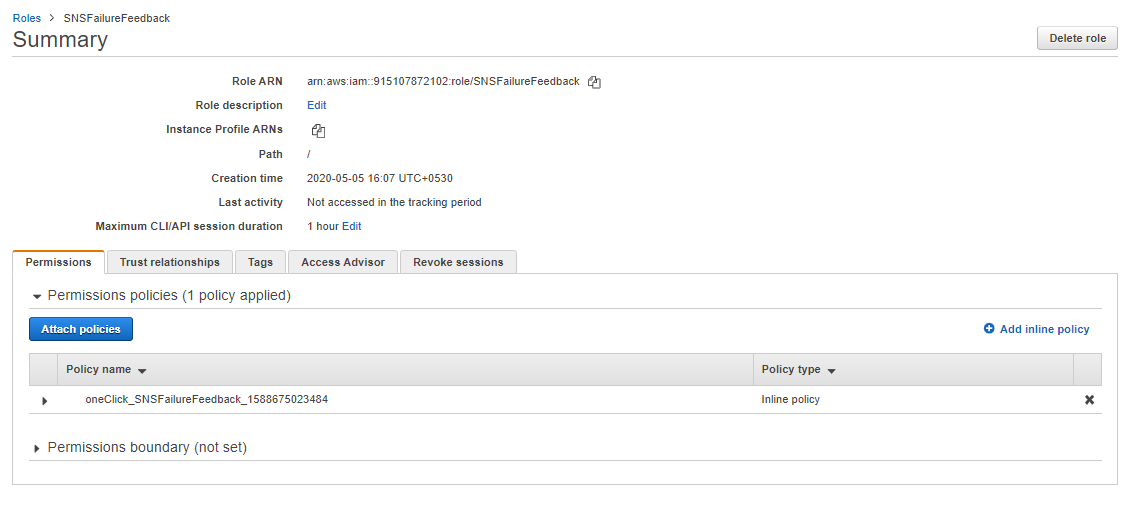 Roles > SNSFailureFeedback
Summary
Delete role
Role ARN arn:aws:iam::915107872102:role/SNSFailureFeedback
Role description Edit
Instance Profile ARNs
Path /
Creation time 2020-05-05 16:07 UTC+0530
Last activity Not accessed in the tracking period
Maximum CLI/API session duration 1 hour Edit
Permissions Trust relationships Tags Access Advisor Revoke sessions
Permissions policies (1 policy applied)
Attach policies Add inline policy
Policy name Policy type
oneClick_SNSFailureFeedback_1588675023484 Inline policy
Permissions boundary (not set)